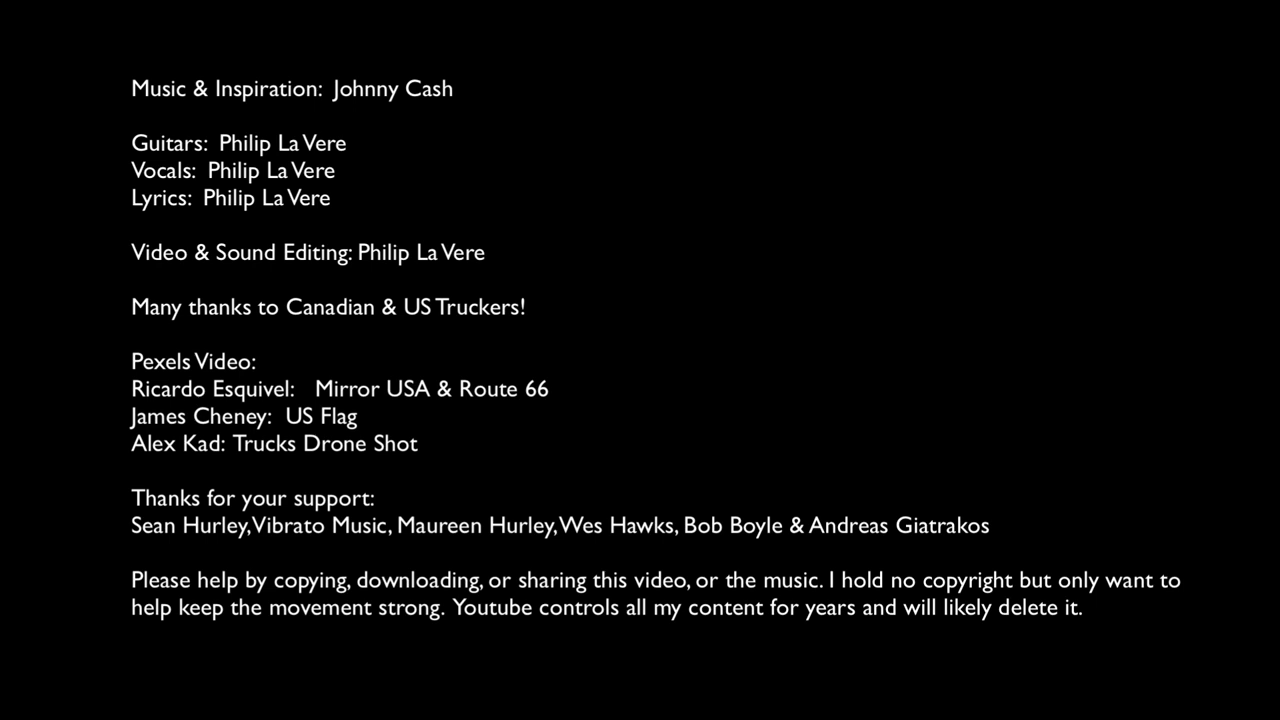 Music & Inspiration: Johnny Cash
Guitars: Philip La Vere
Vocals: Philip La Vere
Lyrics: Philip La Vere
Video & Sound Editing: Philip La Vere
Many thanks to Canadian & US Truckers!
Pexels Video:
Ricardo Esquivel: Mirror USA & Route 66
James Cheney: US Flag
Alex Kad: Trucks Drone Shot
Thanks for your support:
Sean Hurley, Vibrato Music, Maureen Hurley, Wes Hawks, Bob Boyle & Andreas Giatrakos
Please help by copying, downloading, or sharing this video, or the music. I hold no copyright but only want to
help keep the movement strong. Youtube controls all my content for years and will likely delete it.